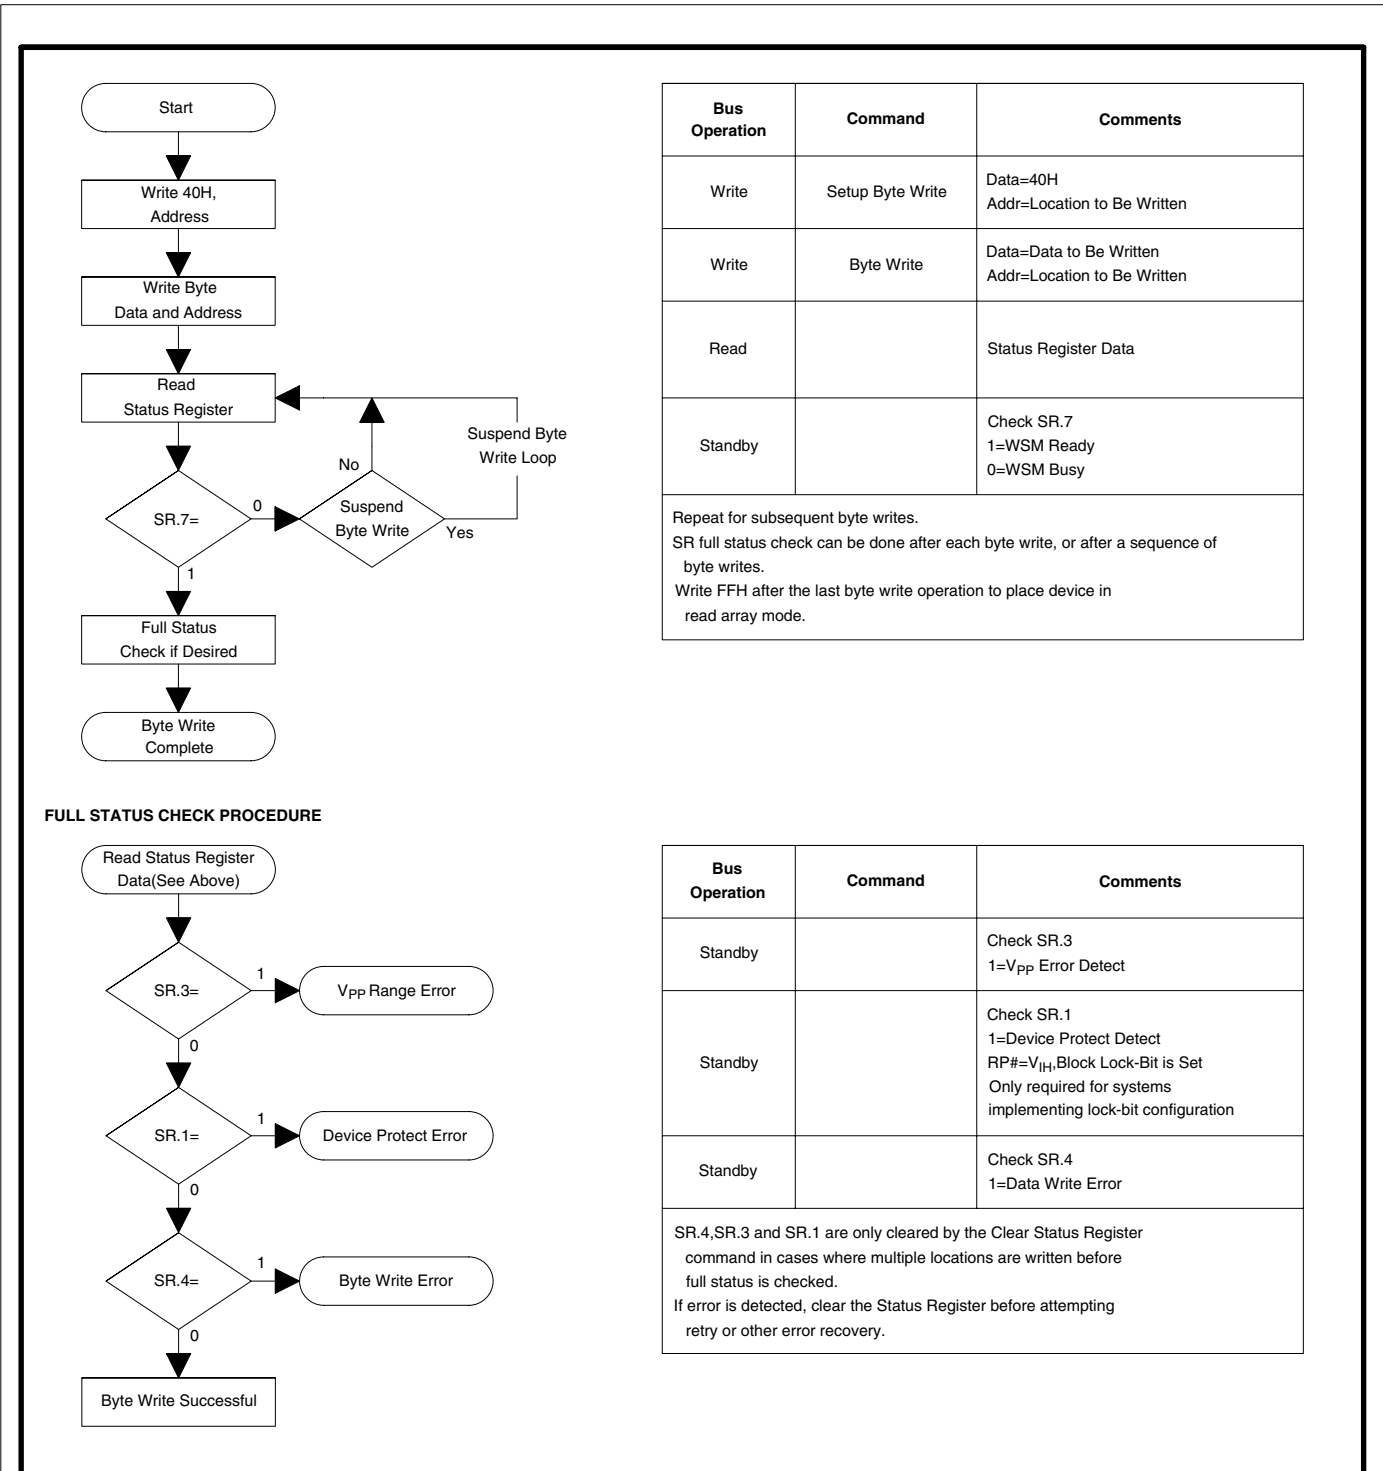 Start
Write 40H,
Address
Write Byte
Data and Address
Read
Status Register
Suspend Byte
Write Loop
No
SR.7=
0
Suspend
Byte Write
Yes
1
Full Status
Check if Desired
Byte Write
Complete
Bus
Operation
Command
Comments
Write
Setup Byte Write
Data=40H
Addr=Location to Be Written
Write
Byte Write
Data=Data to Be Written
Addr=Location to Be Written
Read
Status Register Data
Standby
Check SR.7
1=WSM Ready
0=WSM Busy
Repeat for subsequent byte writes.
SR full status check can be done after each byte write, or after a sequence of
byte writes.
Write FFH after the last byte write operation to place device in
read array mode.
FULL STATUS CHECK PROCEDURE
Read Status Register
Data(See Above)
SR.3=
1
VPP Range Error
0
SR.1=
1
Device Protect Error
0
SR.4=
1
Byte Write Error
0
Byte Write Successful
Bus
Operation
Command
Comments
Standby
Check SR.3
1=VPP Error Detect
Standby
Check SR.1
1=Device Protect Detect
RP#=VIH,Block Lock-Bit is Set
Only required for systems
implementing lock-bit configuration
Standby
Check SR.4
1=Data Write Error
SR.4,SR.3 and SR.1 are only cleared by the Clear Status Register
command in cases where multiple locations are written before
full status is checked.
If error is detected, clear the Status Register before attempting
retry or other error recovery.